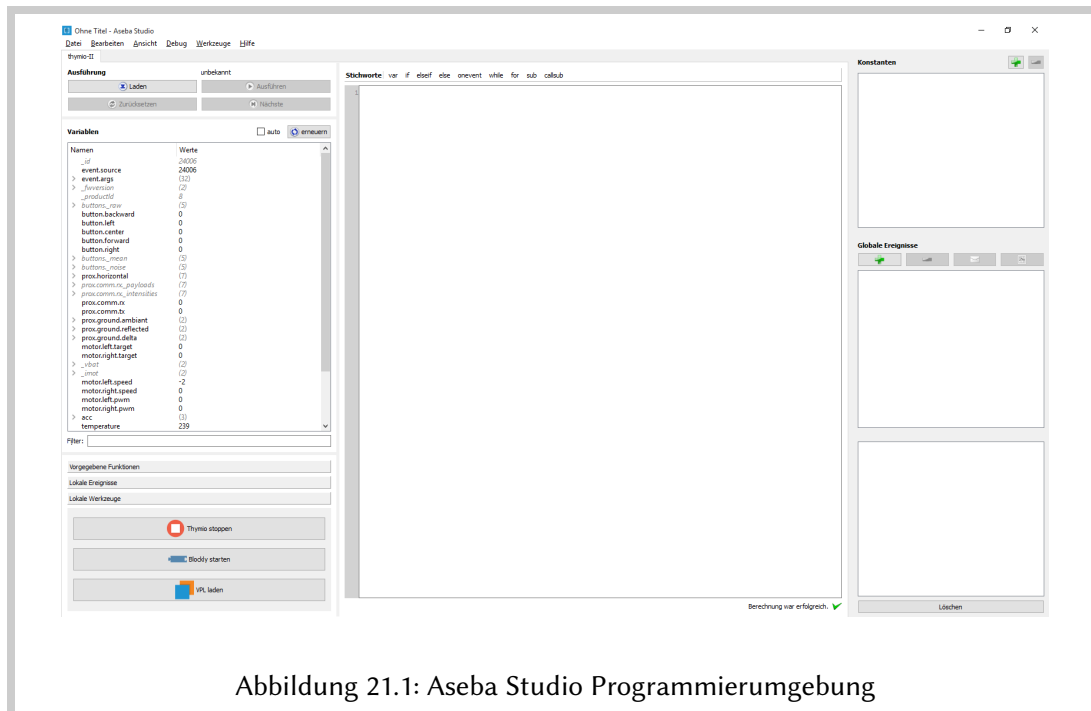 Ohne Titel - Aseba Studio
Datei Bearbeiten Ansicht Debug Werkzeuge Hilfe
thymio-II
Ausführung unbekannt
Laden Ausführen
Zurücksetzen Nächste
Variablen auto erneuern
Namen Werte
_id 24006
event.source 24006
event.args (32)
_fwversion (2)
_productId 8
buttons._raw (5)
button.backward 0
button.left 0
button.center 0
button.forward 0
button.right 0
buttons._mean (5)
buttons._noise (5)
prox.horizontal (7)
prox.comm.rx._payloads (7)
prox.comm.rx._intensities (7)
prox.comm.rx 0
prox.comm.tx 0
prox.ground.ambiant (2)
prox.ground.reflected (2)
prox.ground.delta (2)
motor.left.target 0
motor.right.target 0
_vbat (2)
_imot (2)
motor.left.speed -2
motor.right.speed 0
motor.left.pwm 0
motor.right.pwm 0
acc (3)
temperature 239
Filter:
Vorgegebene Funktionen
Lokale Ereignisse
Lokale Werkzeuge
Thymio stoppen
Blockly starten
VPL laden
Stichworte var if elseif else onevent while for sub callsub
1
Berechnung war erfolgreich.
Konstanten
Globale Ereignisse
Löschen
Abbildung 21.1: Aseba Studio Programmierumgebung